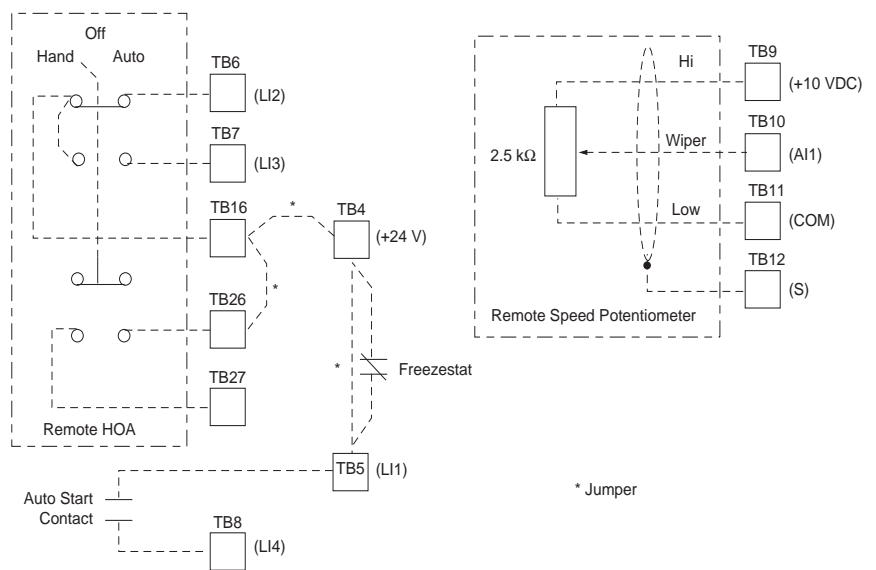 Off
Hand
Auto
TB6
(LI2)
TB7
(LI3)
*
TB16
TB4
(+24 V)
*
TB26
*
Freezestat
TB27
Remote HOA
TB5
(LI1)
Auto Start
Contact
TB8
(LI4)
Hi
TB9
(+10 VDC)
2.5 kΩ
Wiper
TB10
(AI1)
Low
TB11
(COM)
TB12
(S)
Remote Speed Potentiometer
* Jumper